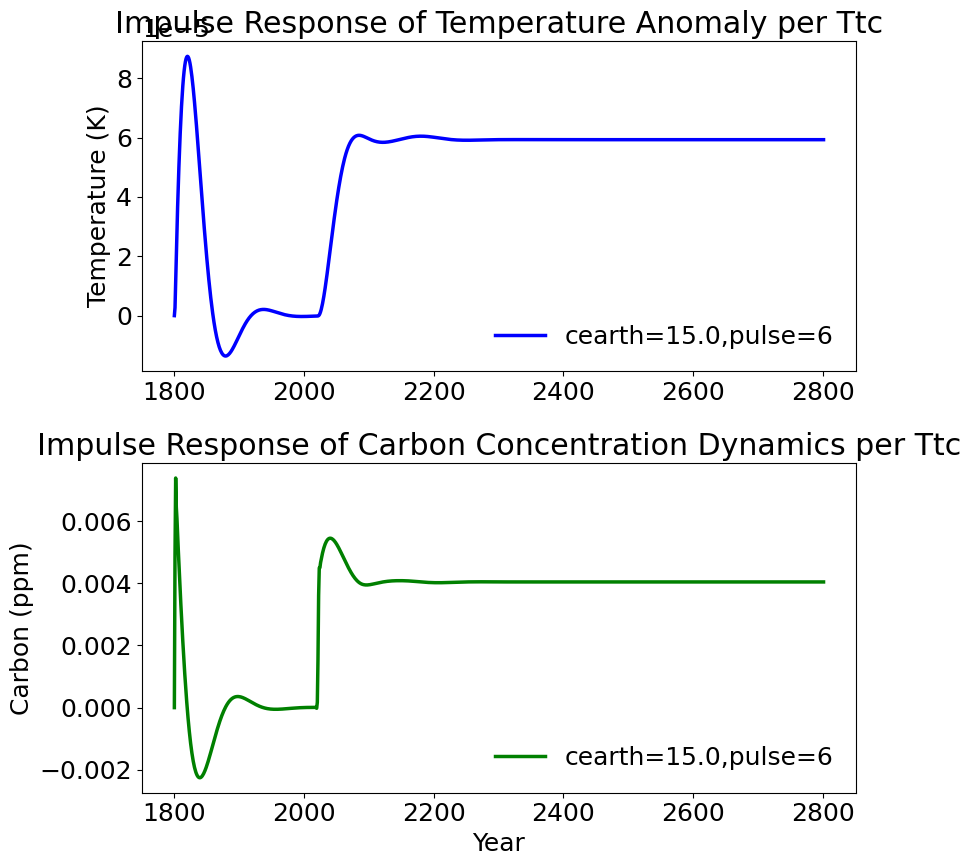 Impulse Response of Temperature Anomaly per Ttc
1e−5
8
6
4
2
0
Temperature (K)
cearth=15.0,pulse=6
1800 2000 2200 2400 2600 2800
Impulse Response of Carbon Concentration Dynamics per Ttc
0.006
0.004
0.002
0.000
−0.002
Carbon (ppm)
cearth=15.0,pulse=6
1800 2000 2200 2400 2600 2800
Year